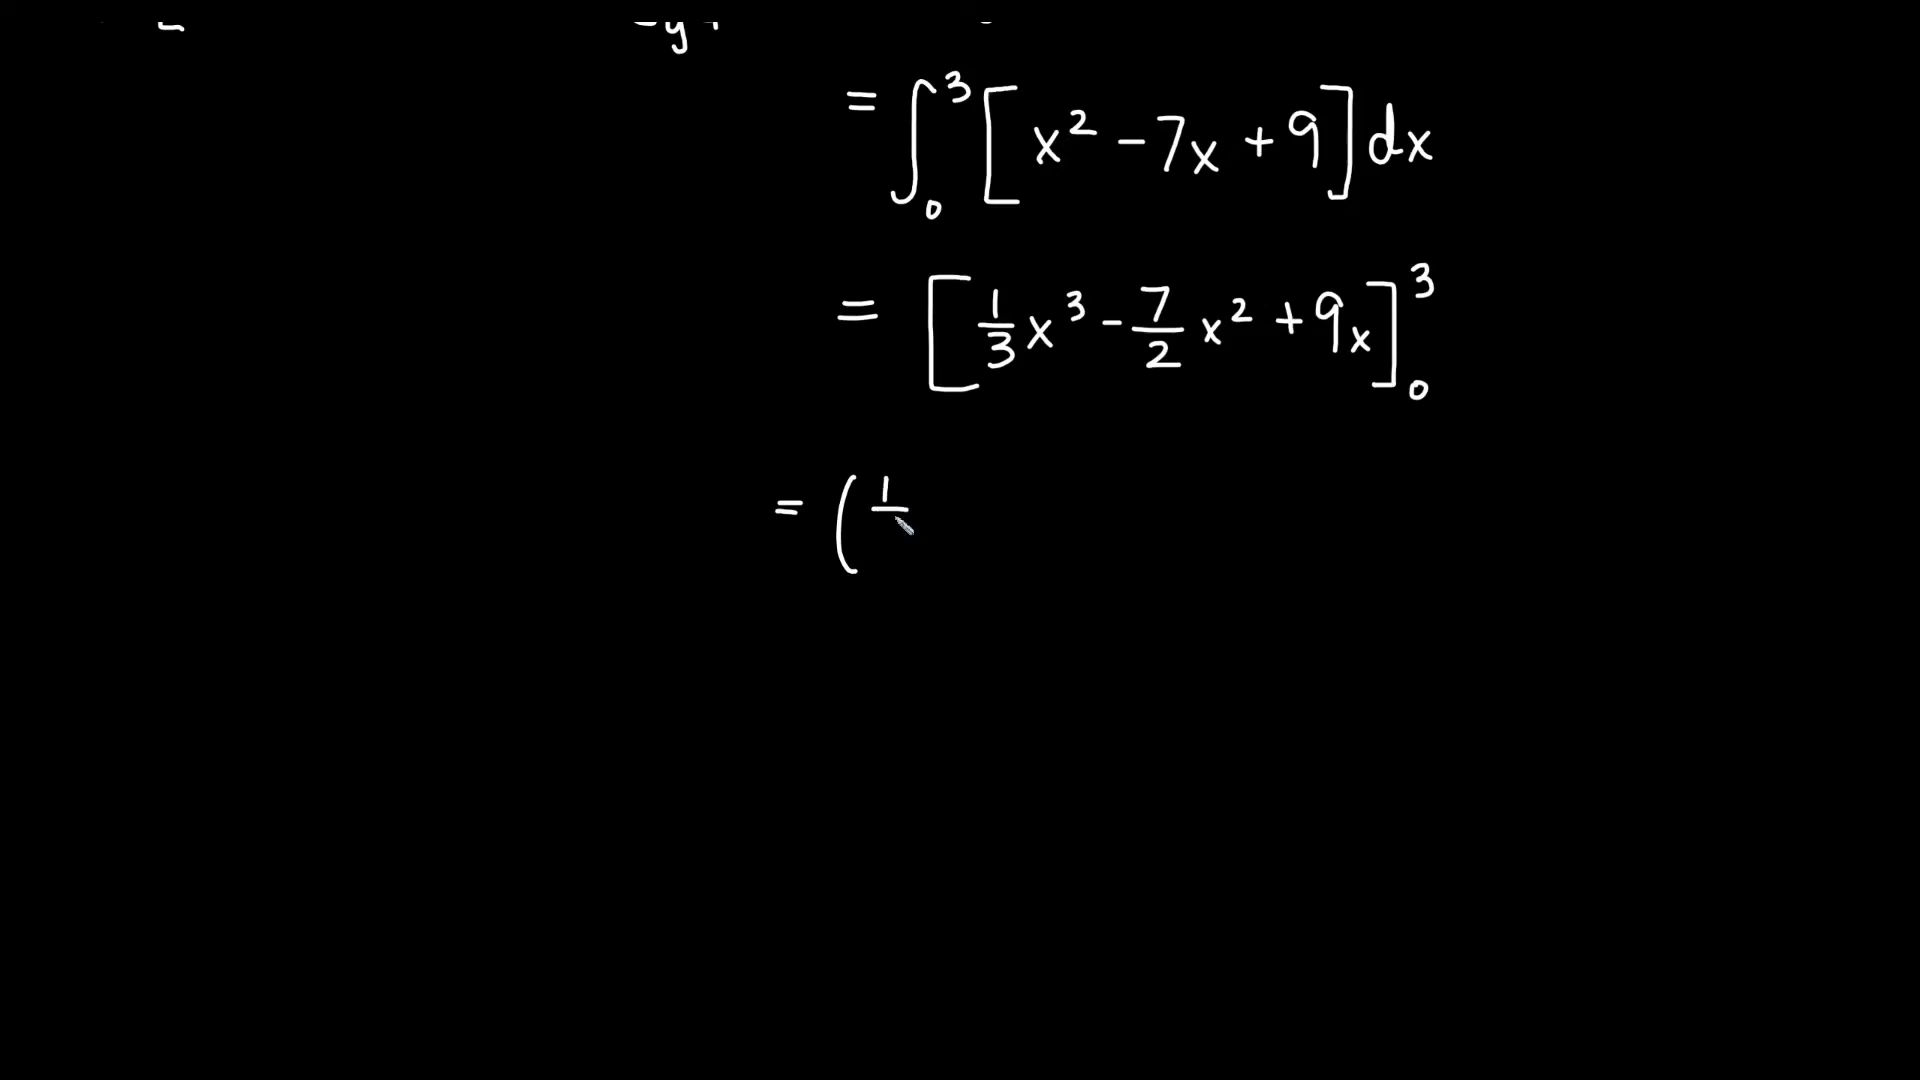 = ∫₀³ [x² - 7x + 9] dx
= [1/3 x³ - 7/2 x² + 9x]₀³
= (1/